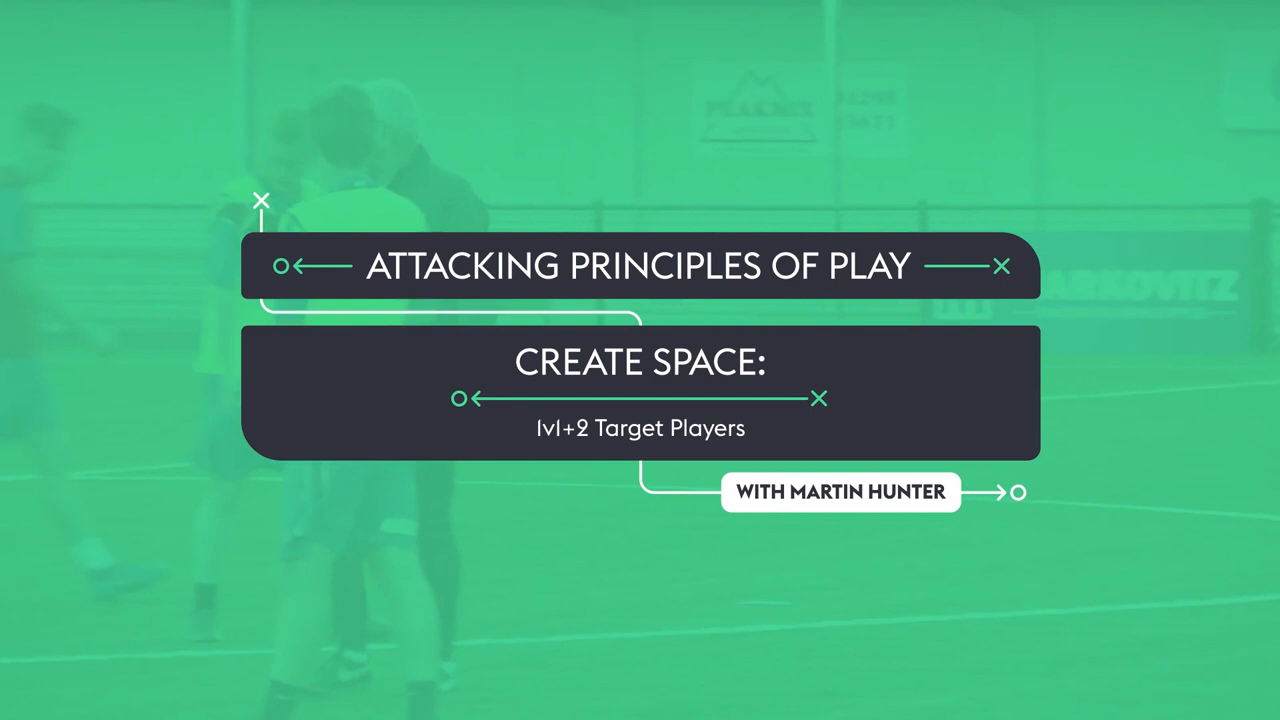 ATTACKING PRINCIPLES OF PLAY
CREATE SPACE:
1v1+2 Target Players
WITH MARTIN HUNTER